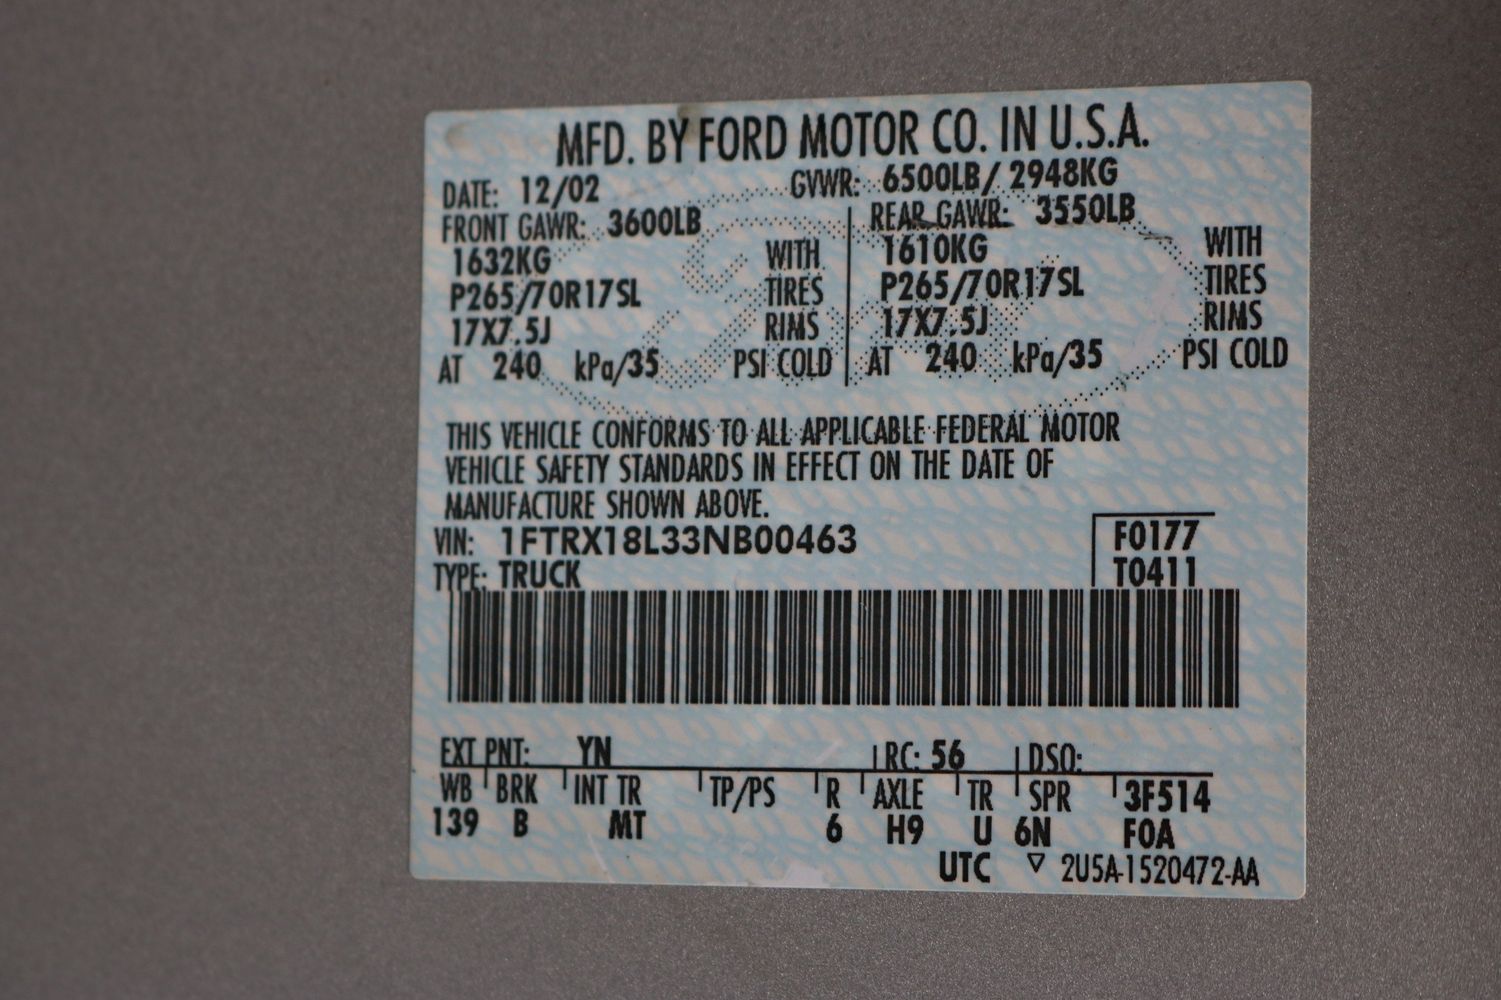 MFD. BY FORD MOTOR CO. IN U.S.A.
DATE: 12/02 GVWR: 6500LB/ 2948KG
FRONT GAWR: 3600LB REAR GAWR: 3550LB
1632KG WITH 1610KG WITH
P265/70R17SL TIRES P265/70R17SL TIRES
17X7.5J RIMS 17X7.5J RIMS
AT 240 kPa/35 PSI COLD AT 240 kPa/35 PSI COLD
THIS VEHICLE CONFORMS TO ALL APPLICABLE FEDERAL MOTOR
VEHICLE SAFETY STANDARDS IN EFFECT ON THE DATE OF
MANUFACTURE SHOWN ABOVE.
VIN: 1FTRX18L33NB00463 F0177
TYPE: TRUCK T0411
EXT PNT: YN RC: 56 DSO:
WB BRK INT TR TP/PS R AXLE TR SPR 3F514
139 B MT 6 H9 U 6N F0A
UTC ▽ 2U5A-1520472-AA